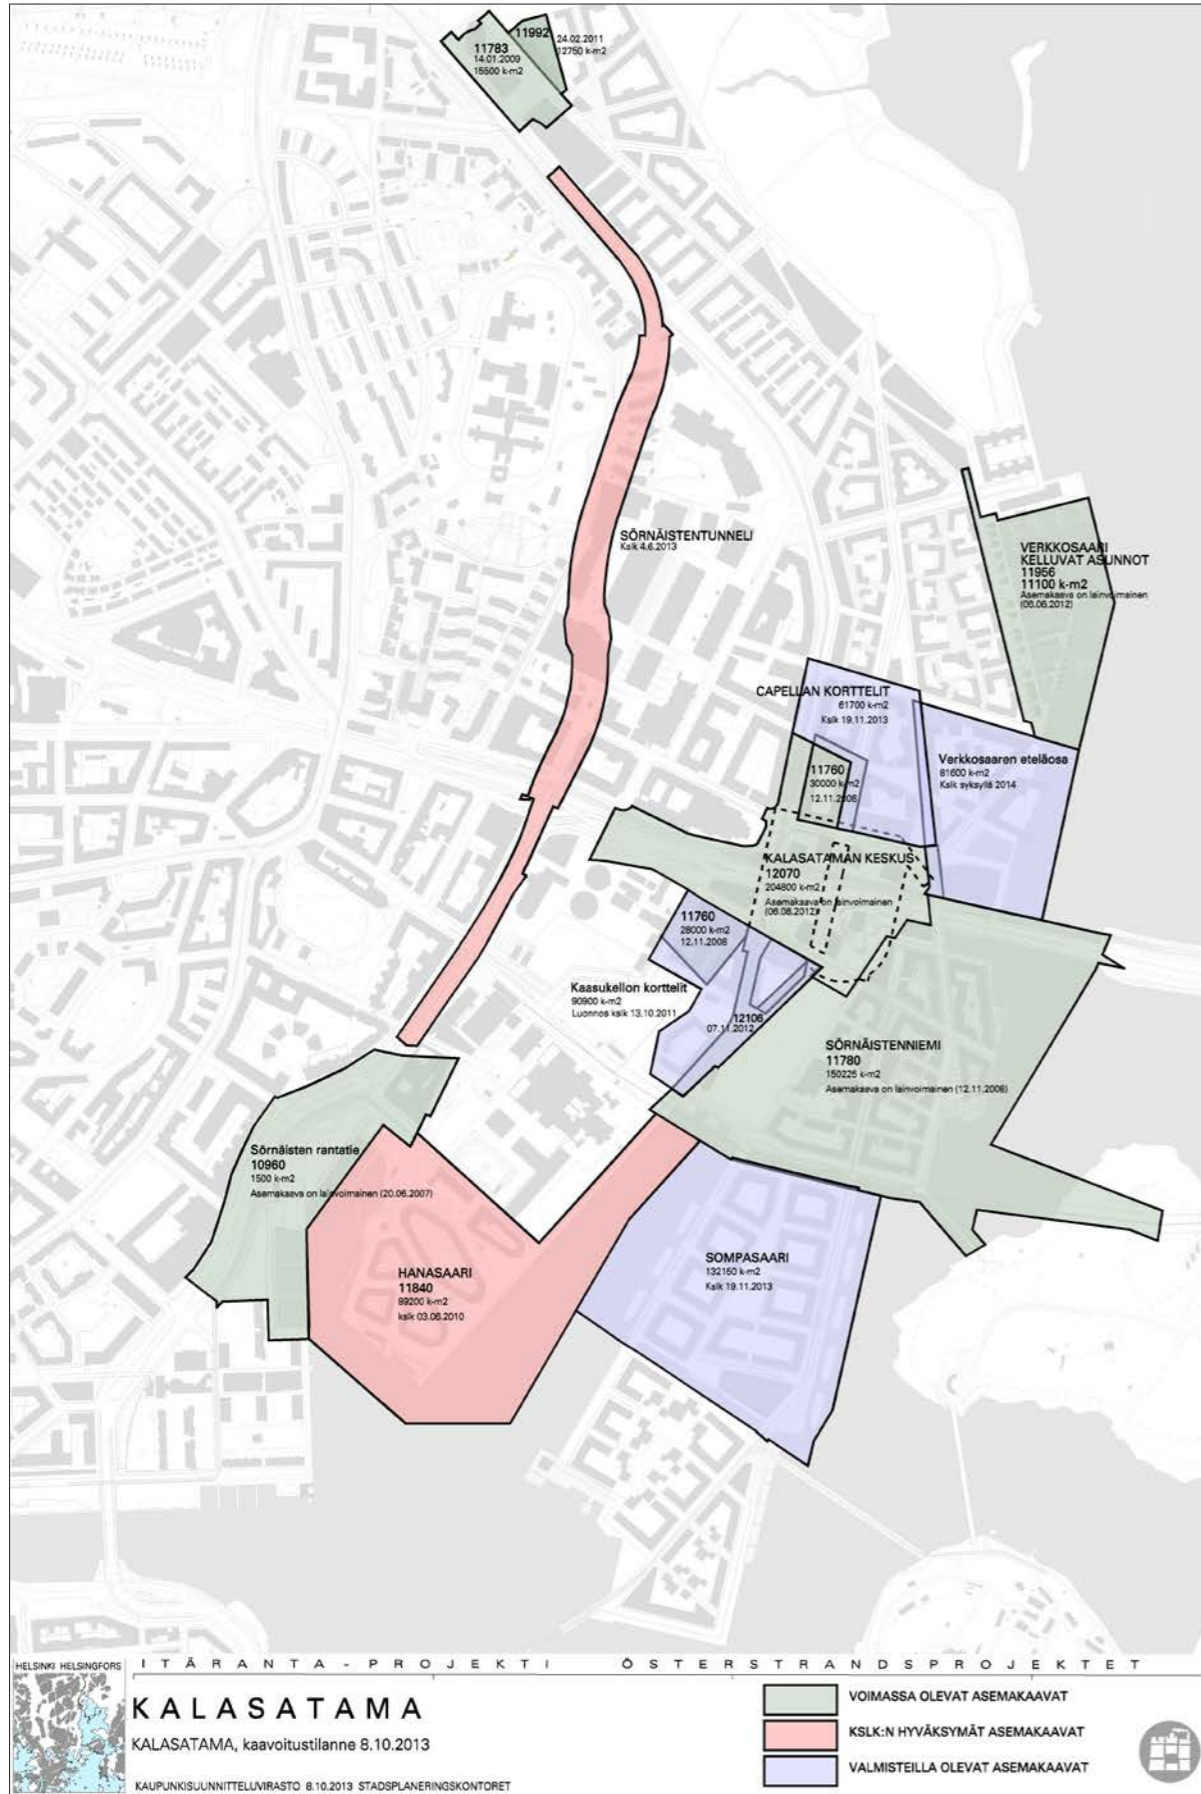 11783
14.01.2009
15500 k-m2
11992
24.02.2011
12750 k-m2
SÖRNÄISTENTUNNELI
Kslk 4.6.2013
VERKKOSAARI
KELLUVAT ASUNNOT
11956
11100 k-m2
Asemakaava on lainvoimainen
(06.06.2012)
CAPELLAN KORTTELIT
61700 k-m2
Kslk 19.11.2013
11760
30000 k-m2
12.11.2008
Verkkosaaren eteläosa
81600 k-m2
Kslk syksyllä 2014
KALASATAMAN KESKUS
12070
204800 k-m2
Asemakaava on lainvoimainen
(06.06.2012)
11760
28000 k-m2
12.11.2008
Kaasukellon korttelit
90900 k-m2
Luonnos kslk 13.10.2011
12106
07.11.2012
SÖRNÄISTENNIEMI
11780
150225 k-m2
Asemakaava on lainvoimainen (12.11.2008)
Sörnäisten rantatie
10960
1500 k-m2
Asemakaava on lainvoimainen (20.06.2007)
HANASAARI
11840
89200 k-m2
kslk 03.06.2010
SOMPASAARI
132150 k-m2
Kslk 19.11.2013
HELSINKI HELSINGFORS
ITÄRANTA-PROJEKTI ÖSTERSTRANDSPROJEKTET
KALASATAMA
KALASATAMA, kaavoitustilanne 8.10.2013
KAUPUNKISUUNNITTELUVIRASTO 8.10.2013 STADSPLANERINGSKONTORET
VOIMASSA OLEVAT ASEMAKAAVAT
KSLK:N HYVÄKSYMÄT ASEMAKAAVAT
VALMISTEILLA OLEVAT ASEMAKAAVAT